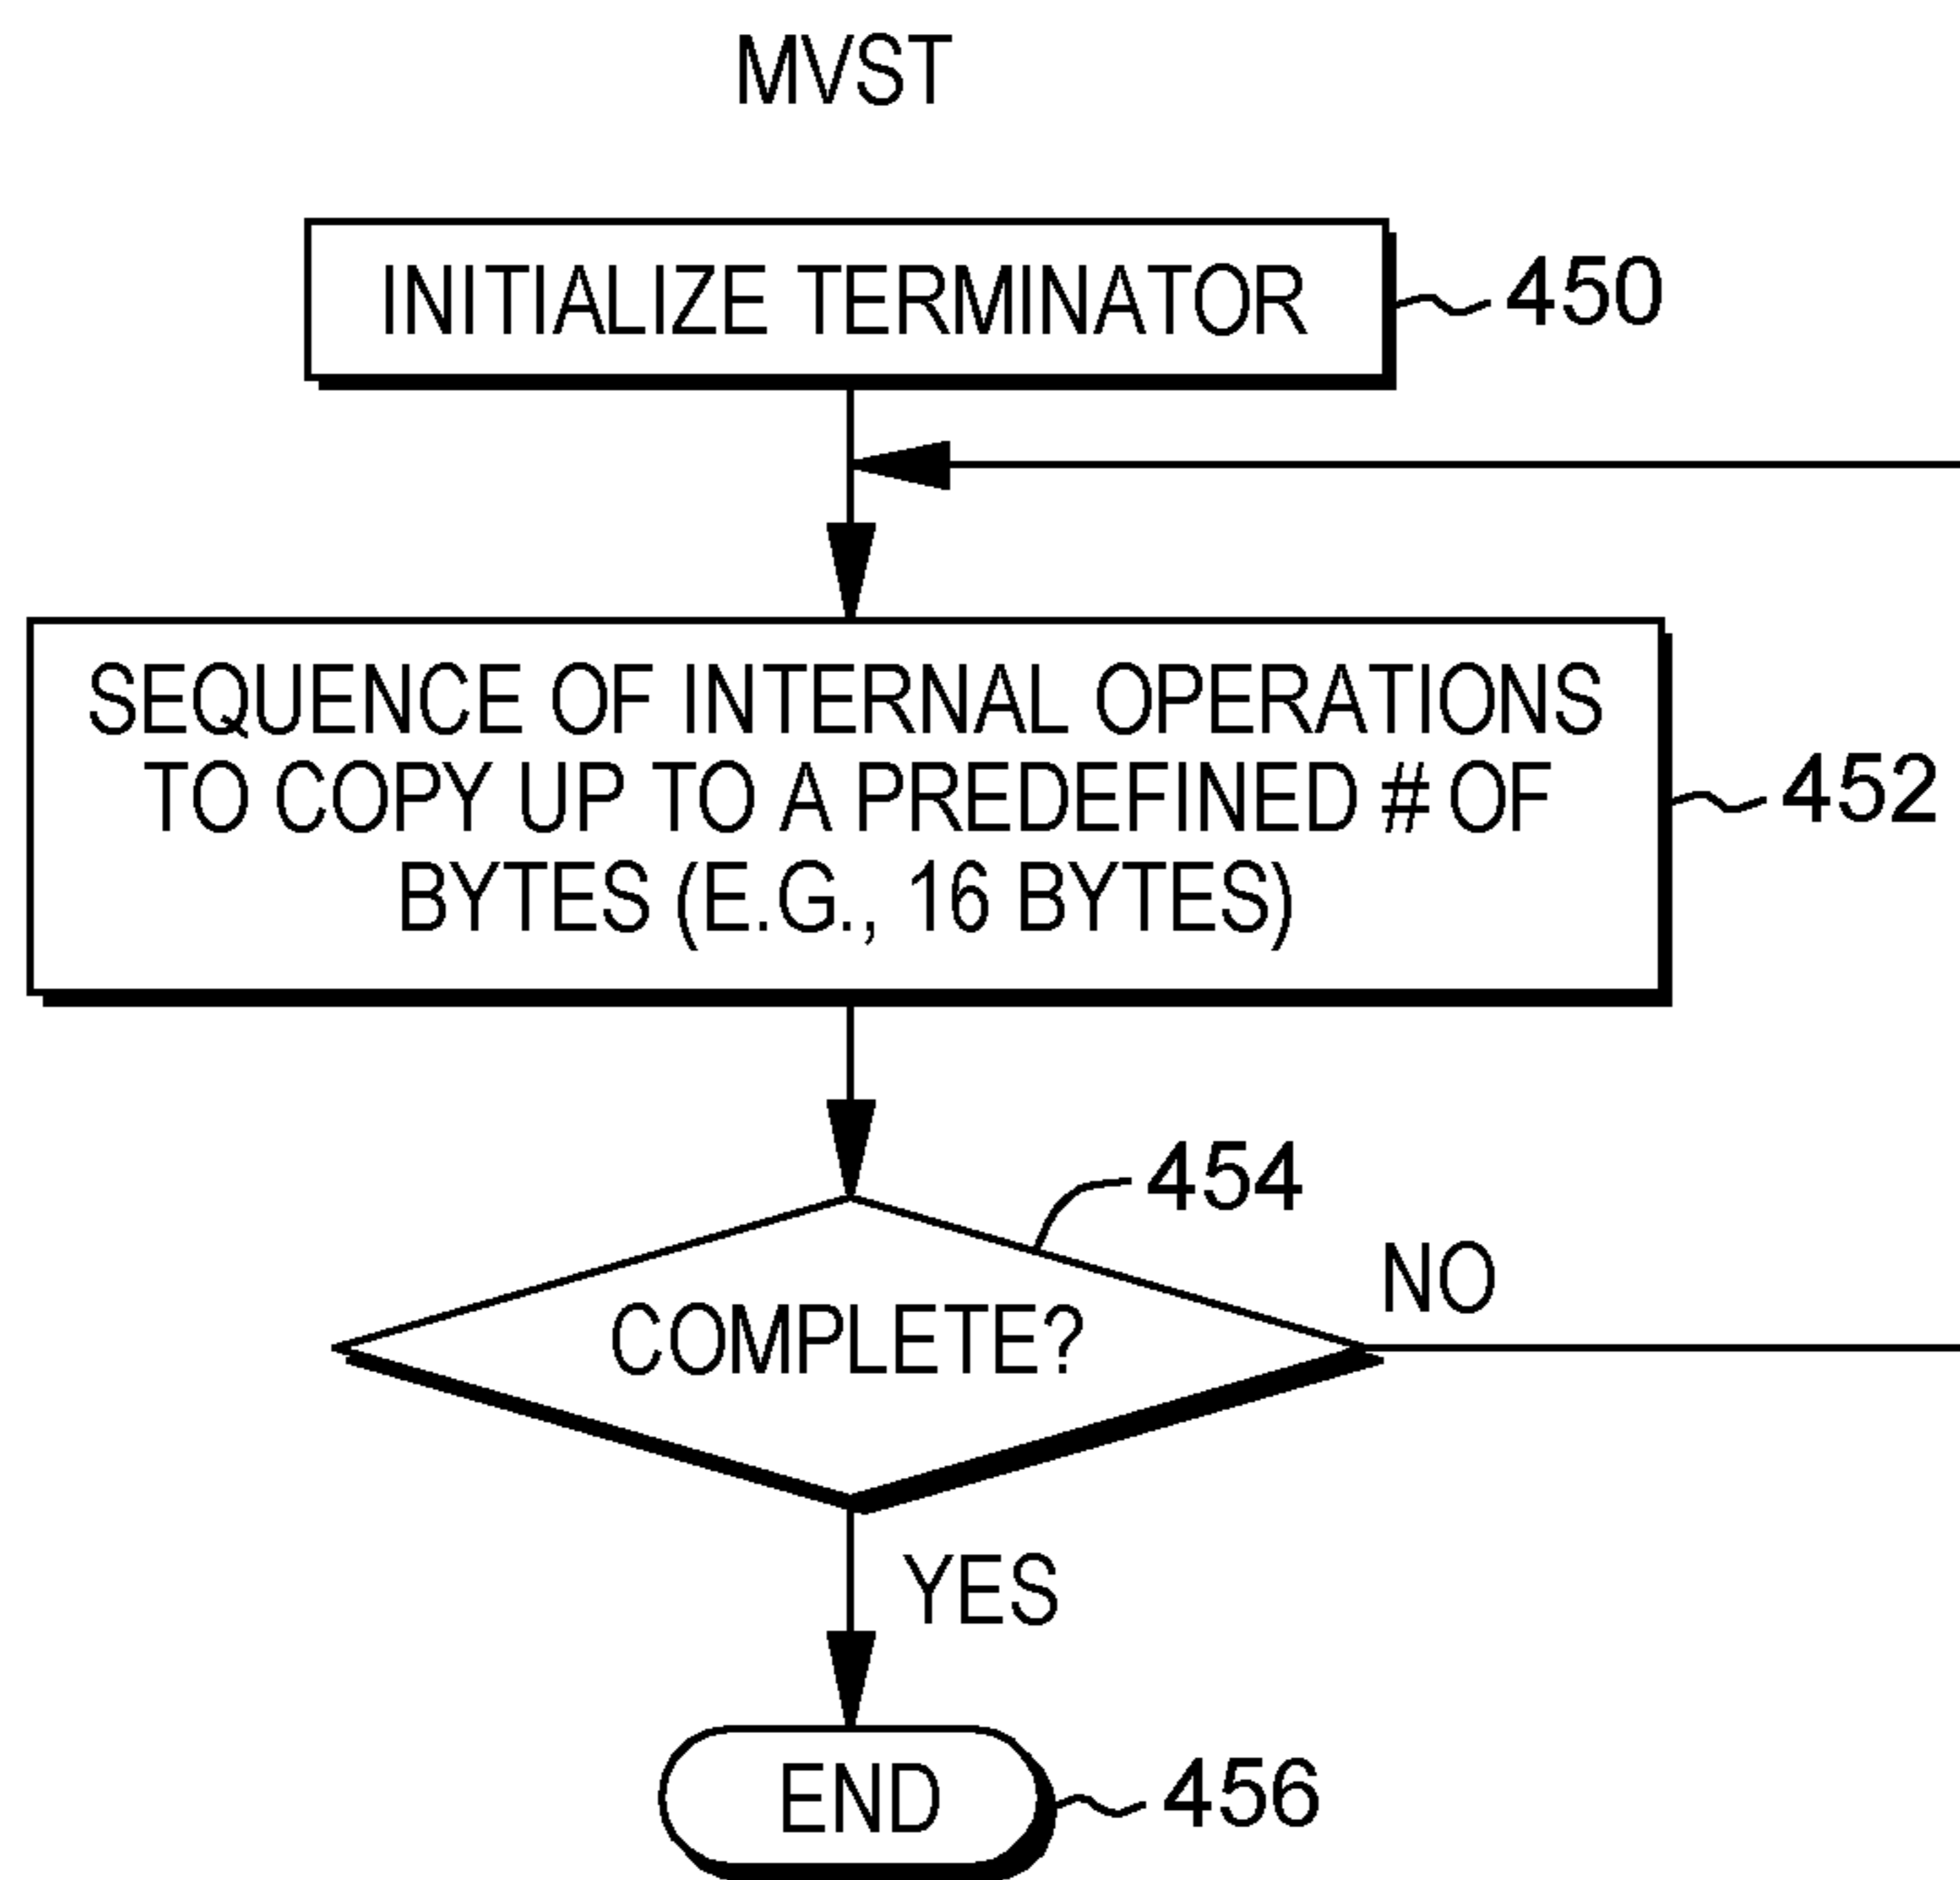 MVST
INITIALIZE TERMINATOR
450
SEQUENCE OF INTERNAL OPERATIONS
TO COPY UP TO A PREDEFINED # OF
BYTES (E.G., 16 BYTES)
452
454
COMPLETE?
NO
YES
END
456